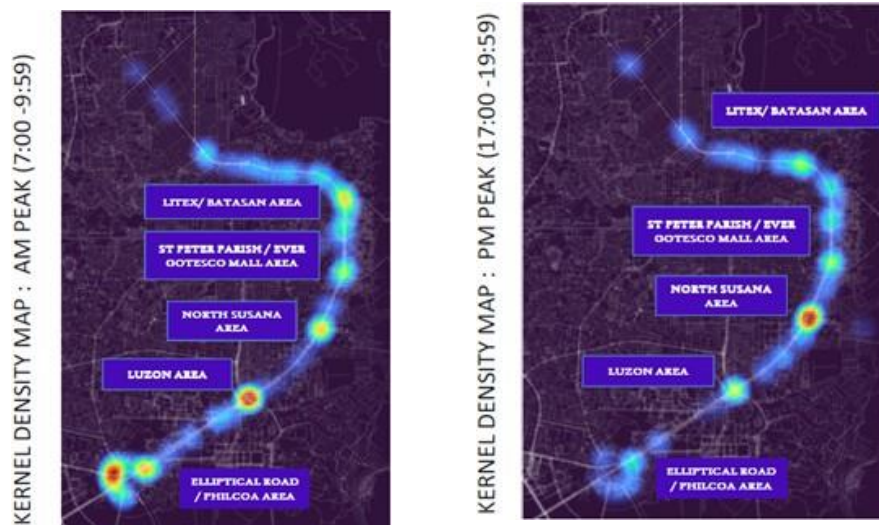 KERNEL DENSITY MAP : AM PEAK (7:00 -9:59)
LITEX/ BATASAN AREA
ST PETER PARISH / EVER
GOTESCO MALL AREA
NORTH SUSANA
AREA
LUZON AREA
ELLIPTICAL ROAD
/ PHILCOA AREA
KERNEL DENSITY MAP : PM PEAK (17:00 -19:59)
LITEX/ BATASAN AREA
ST PETER PARISH / EVER
GOTESCO MALL AREA
NORTH SUSANA
AREA
LUZON AREA
ELLIPTICAL ROAD
/ PHILCOA AREA